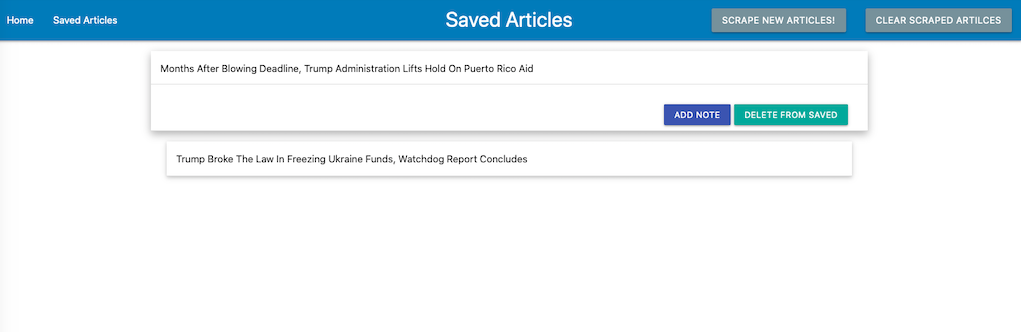 Home Saved Articles Saved Articles SCRAPE NEW ARTICLES! CLEAR SCRAPED ARTILCES
Months After Blowing Deadline, Trump Administration Lifts Hold On Puerto Rico Aid
ADD NOTE DELETE FROM SAVED
Trump Broke The Law In Freezing Ukraine Funds, Watchdog Report Concludes